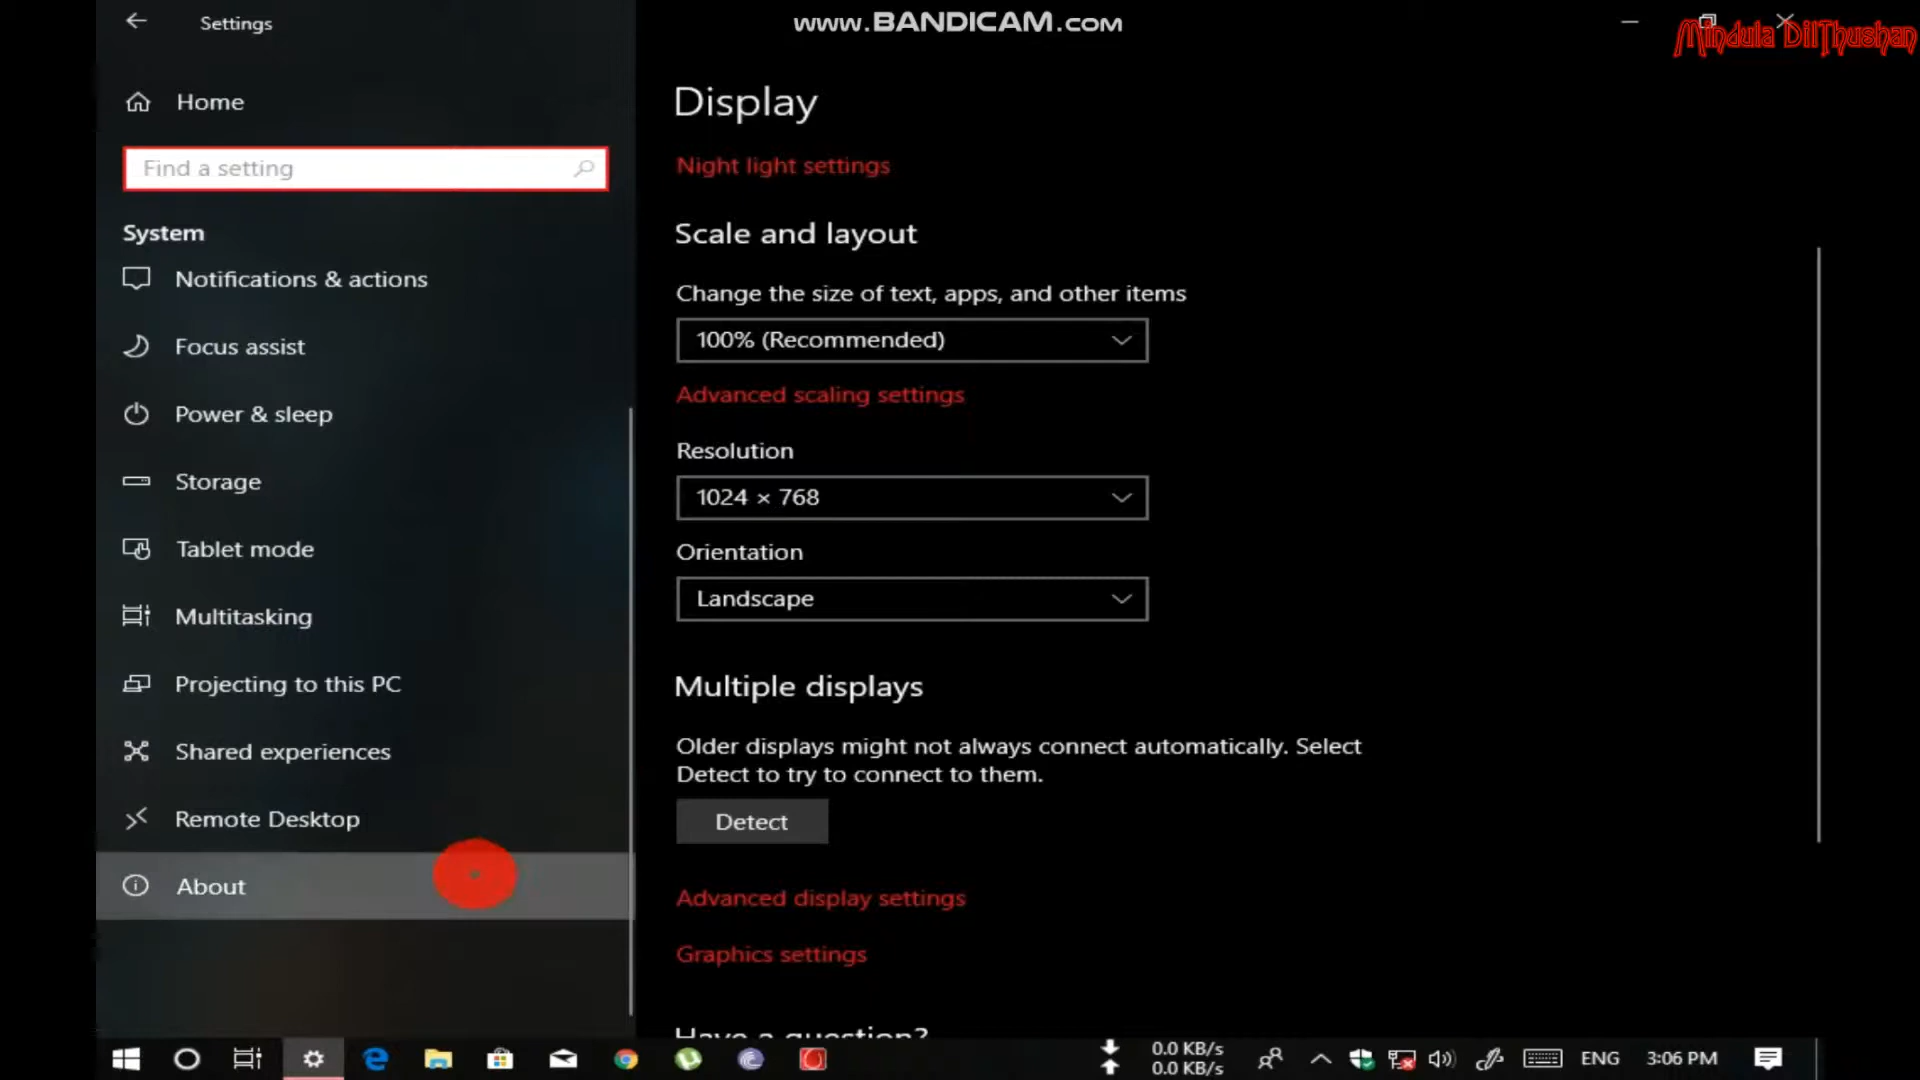 Settings
www.BANDICAM.com
Mindula DilThushan
Home
Find a setting
System
Notifications & actions
Focus assist
Power & sleep
Storage
Tablet mode
Multitasking
Projecting to this PC
Shared experiences
Remote Desktop
About
Display
Night light settings
Scale and layout
Change the size of text, apps, and other items
100% (Recommended)
Advanced scaling settings
Resolution
1024 × 768
Orientation
Landscape
Multiple displays
Older displays might not always connect automatically. Select
Detect to try to connect to them.
Detect
Advanced display settings
Graphics settings
Have a question?
0.0 KB/s
0.0 KB/s
ENG
3:06 PM